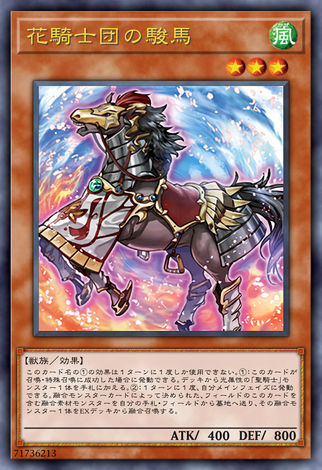 花騎士団の駿馬
風
[獣族／効果]
このカード名の①の効果は1ターンに1度しか使用できない。①：このカードが
召喚・特殊召喚に成功した場合に発動できる。デッキから光属性の「聖騎士」モ
ンスター1体を手札に加える。②：1ターンに1度、自分メインフェイズに発動
できる。融合モンスターカードによって決められた、フィールドのこのカードを
含む融合素材モンスターを自分の手札・フィールドから墓地へ送り、その融合モ
ンスター1体をEXデッキから融合召喚する。
ATK/ 400 DEF/ 800
71736213